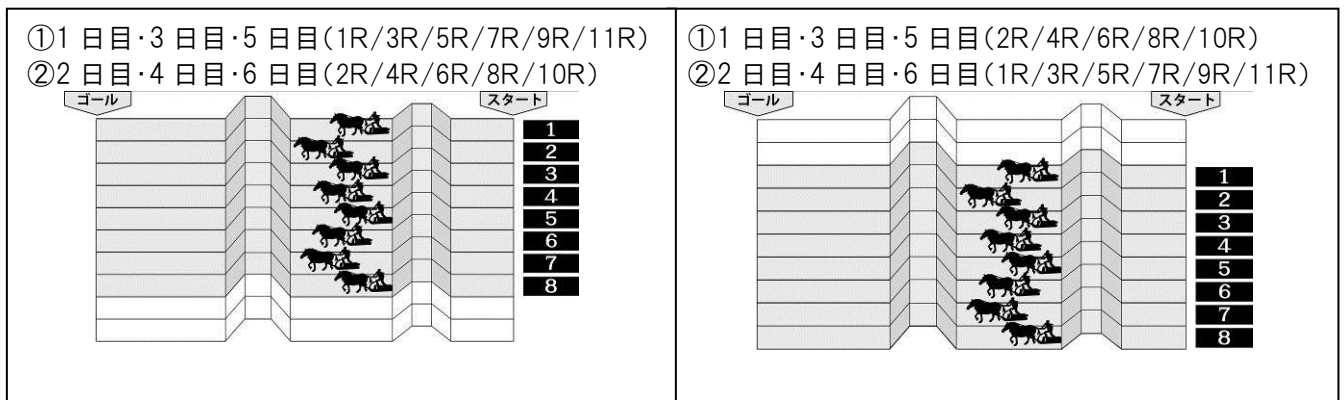 ①1 日目･3 日目･5 日目(1R/3R/5R/7R/9R/11R)
②2 日目･4 日目･6 日目(2R/4R/6R/8R/10R)
ゴール
スタート
1
2
3
4
5
6
7
8
①1 日目･3 日目･5 日目(2R/4R/6R/8R/10R)
②2 日目･4 日目･6 日目(1R/3R/5R/7R/9R/11R)
ゴール
スタート
1
2
3
4
5
6
7
8